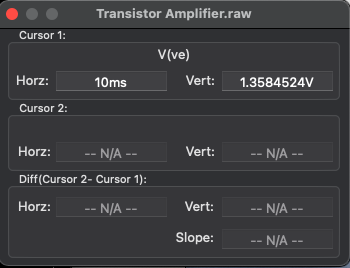 Transistor Amplifier.raw
Cursor 1:
V(ve)
Horz: 10ms Vert: 1.3584524V
Cursor 2:
Horz: -- N/A -- Vert: -- N/A --
Diff(Cursor 2- Cursor 1):
Horz: -- N/A -- Vert: -- N/A --
Slope: -- N/A --